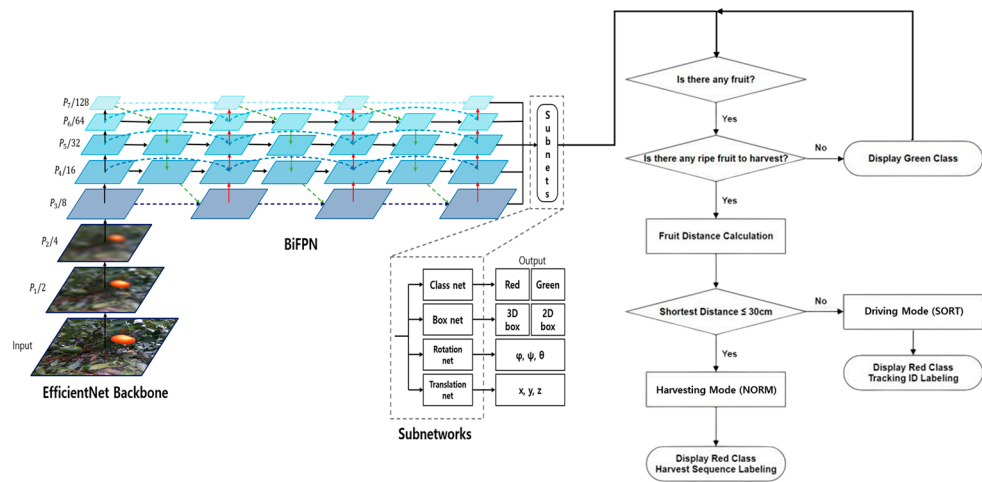 P7/128
P6/64
P5/32
P4/16
P3/8
P2/4
P1/2
Input
EfficientNet Backbone
BiFPN
Subnets
Subnetworks
Output
Class net
Red
Green
Box net
3D
box
2D
box
Rotation
net
φ, ψ, θ
Translation
net
x, y, z
Is there any fruit?
Yes
Is there any ripe fruit to harvest?
No
Display Green Class
Yes
Fruit Distance Calculation
Shortest Distance ≤ 30cm
No
Driving Mode (SORT)
Display Red Class
Tracking ID Labeling
Yes
Harvesting Mode (NORM)
Display Red Class
Harvest Sequence Labeling